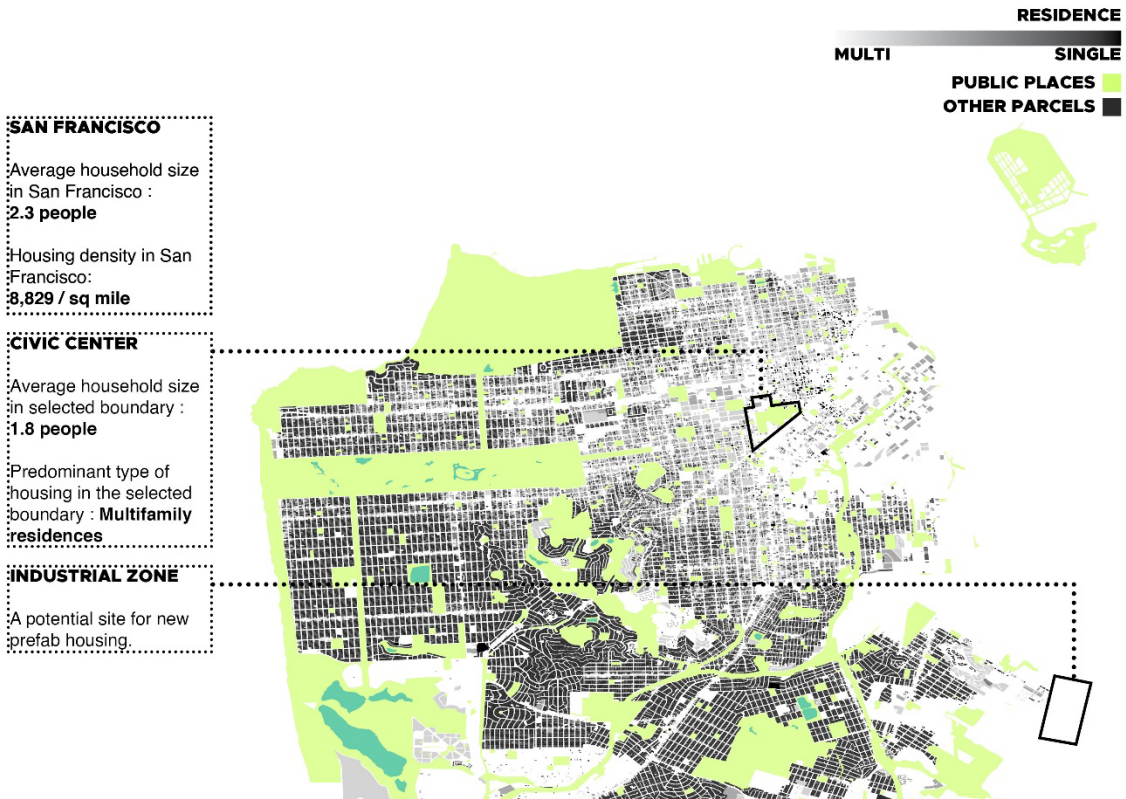 RESIDENCE
MULTI SINGLE
PUBLIC PLACES
OTHER PARCELS
SAN FRANCISCO
Average household size
in San Francisco :
2.3 people
Housing density in San
Francisco:
8,829 / sq mile
CIVIC CENTER
Average household size
in selected boundary :
1.8 people
Predominant type of
housing in the selected
boundary : Multifamily
residences
INDUSTRIAL ZONE
A potential site for new
prefab housing.